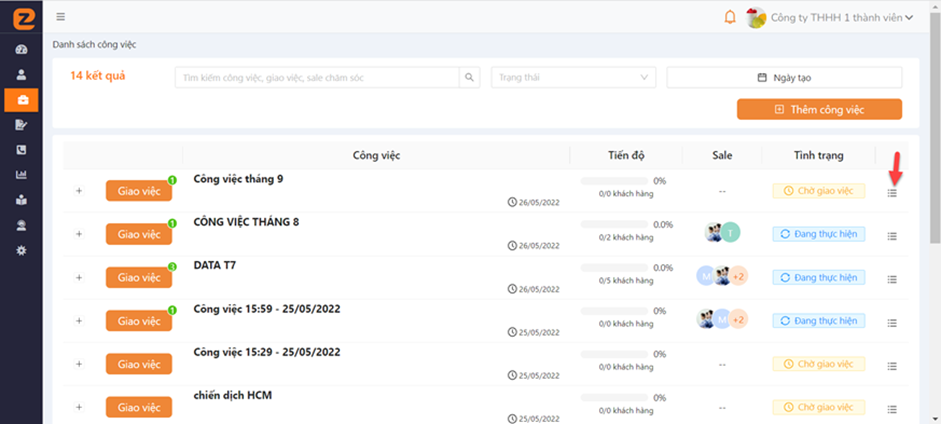 Công ty THHH 1 thành viên
Danh sách công việc
14 kết quả
Tìm kiếm công việc, giao việc, sale chăm sóc
Trạng thái
Ngày tạo
Thêm công việc
Công việc Tiến độ Sale Tình trạng
Giao việc 1 Công việc tháng 9 0% -- Chờ giao việc
26/05/2022 0/0 khách hàng
Giao việc 1 CÔNG VIỆC THÁNG 8 0.0% T Đang thực hiện
26/05/2022 0/2 khách hàng
Giao việc 3 DATA T7 0.0% M +2 Đang thực hiện
26/05/2022 0/5 khách hàng
Giao việc 1 Công việc 15:59 - 25/05/2022 0% M +2 Đang thực hiện
25/05/2022 0/0 khách hàng
Giao việc Công việc 15:29 - 25/05/2022 0% -- Chờ giao việc
25/05/2022 0/0 khách hàng
Giao việc chiến dịch HCM 0% -- Chờ giao việc
25/05/2022 0/0 khách hàng